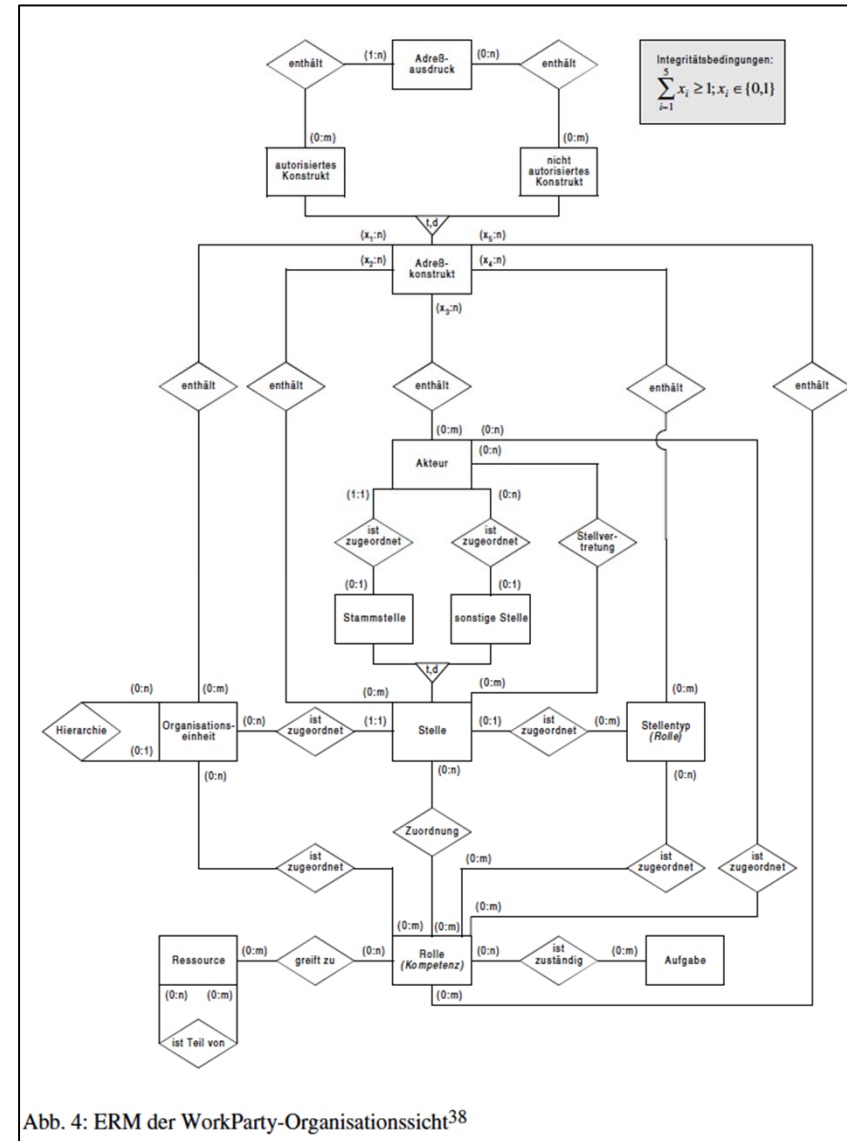 enthält
(1:n)
Adreß-
ausdruck
(0:n)
enthält
Integritätsbedingungen:
5
∑ xᵢ ≥ 1; xᵢ ∈ {0,1}
i=1
(0:m)
(0:m)
autorisiertes
Konstrukt
nicht
autorisiertes
Konstrukt
t,d
(x₁:n)
(x₅:n)
(x₂:n)
Adreß-
konstrukt
(x₄:n)
(x₃:n)
enthält
enthält
enthält
enthält
enthält
(0:m)
(0:n)
Akteur
(0:n)
(1:1)
(0:n)
ist
zugeordnet
ist
zugeordnet
Stellver-
tretung
(0:1)
(0:1)
Stammstelle
sonstige Stelle
t,d
(0:n)
(0:m)
(0:m)
(0:m)
(0:m)
Hierarchie
(0:1)
Organisations-
einheit
(0:n)
ist
zugeordnet
(1:1)
Stelle
(0:1)
ist
zugeordnet
(0:m)
Stellentyp
(Rolle)
(0:n)
(0:n)
(0:n)
Zuordnung
ist
zugeordnet
(0:m)
ist
zugeordnet
ist
zugeordnet
(0:m)
(0:m)
(0:m)
Ressource
(0:m)
greift zu
(0:n)
Rolle
(Kompetenz)
(0:n)
ist
zuständig
(0:m)
Aufgabe
(0:n)
(0:m)
(0:m)
ist Teil von
Abb. 4: ERM der WorkParty-Organisationssicht³⁸